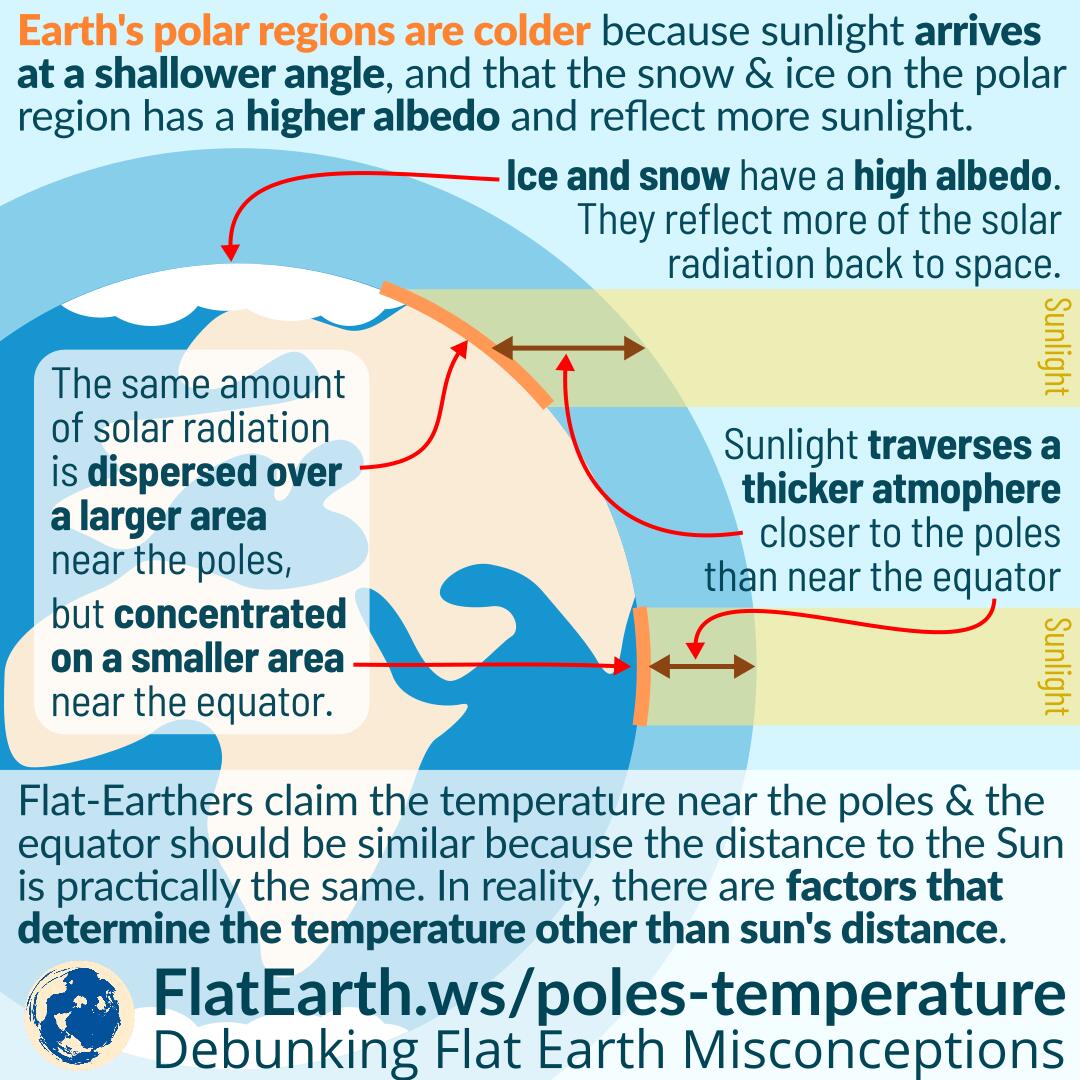 Earth's polar regions are colder because sunlight arrives
at a shallower angle, and that the snow & ice on the polar
region has a higher albedo and reflect more sunlight.
Ice and snow have a high albedo.
They reflect more of the solar
radiation back to space.
Sunlight
The same amount
of solar radiation
is dispersed over
a larger area
near the poles,
but concentrated
on a smaller area
near the equator.
Sunlight traverses a
thicker atmophere
closer to the poles
than near the equator
Sunlight
Flat-Earthers claim the temperature near the poles & the
equator should be similar because the distance to the Sun
is practically the same. In reality, there are factors that
determine the temperature other than sun's distance.
FlatEarth.ws/poles-temperature
Debunking Flat Earth Misconceptions